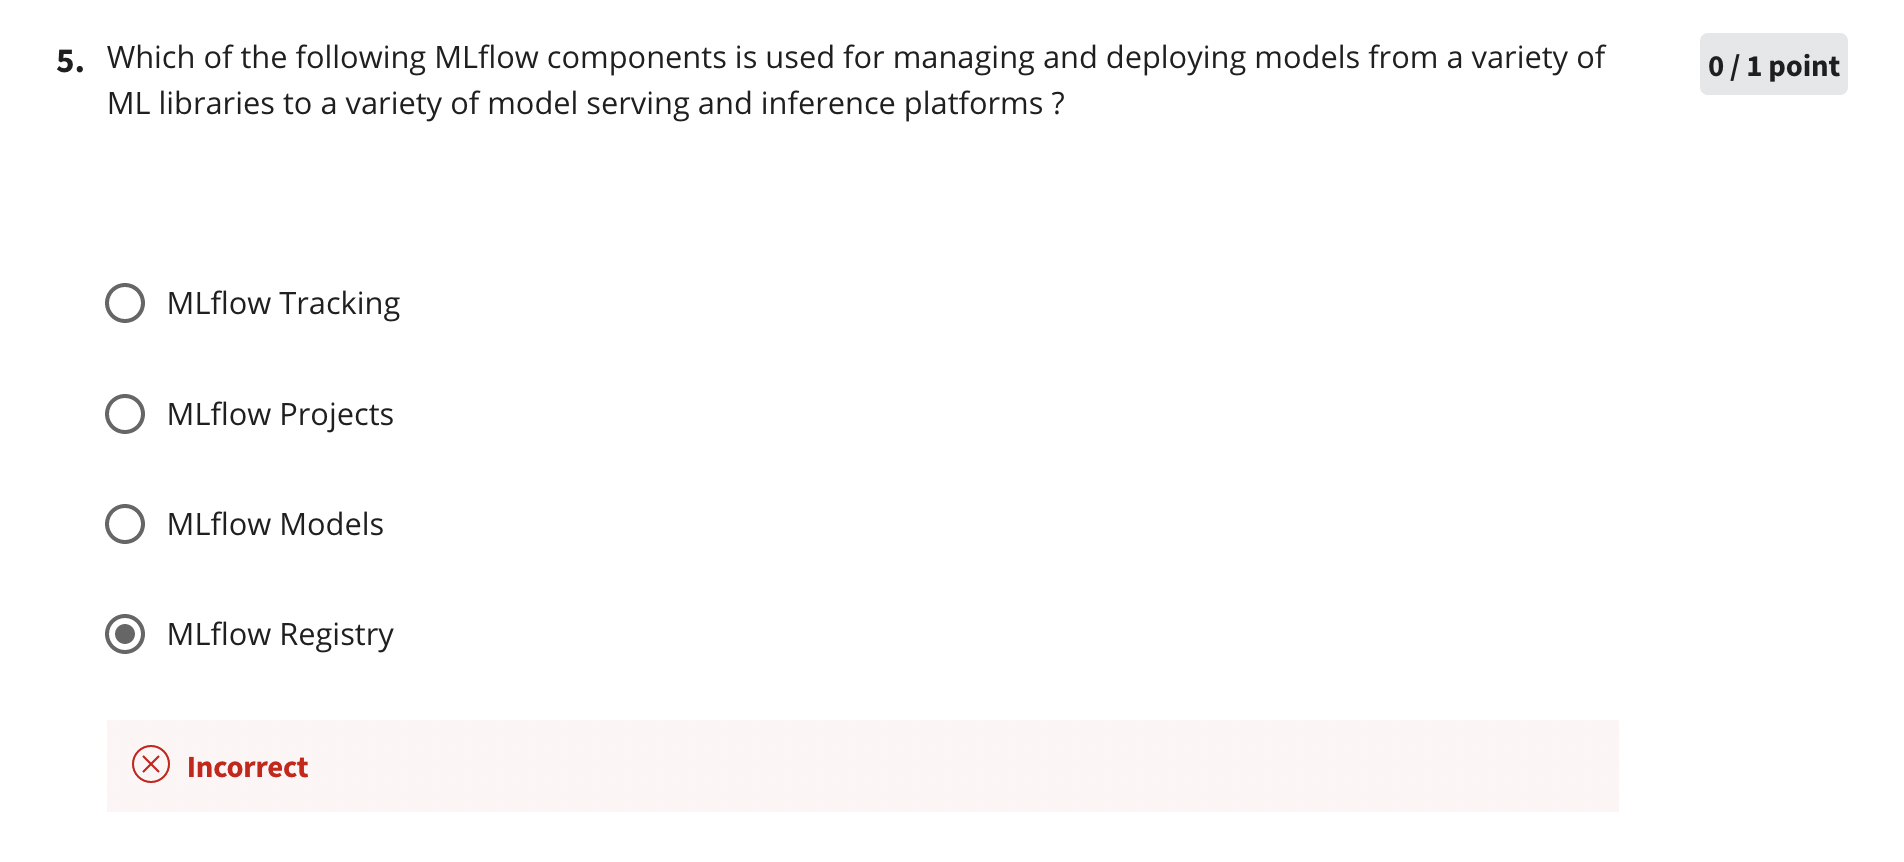 5. Which of the following MLflow components is used for managing and deploying models from a variety of
ML libraries to a variety of model serving and inference platforms ?
0 / 1 point
MLflow Tracking
MLflow Projects
MLflow Models
MLflow Registry
Incorrect